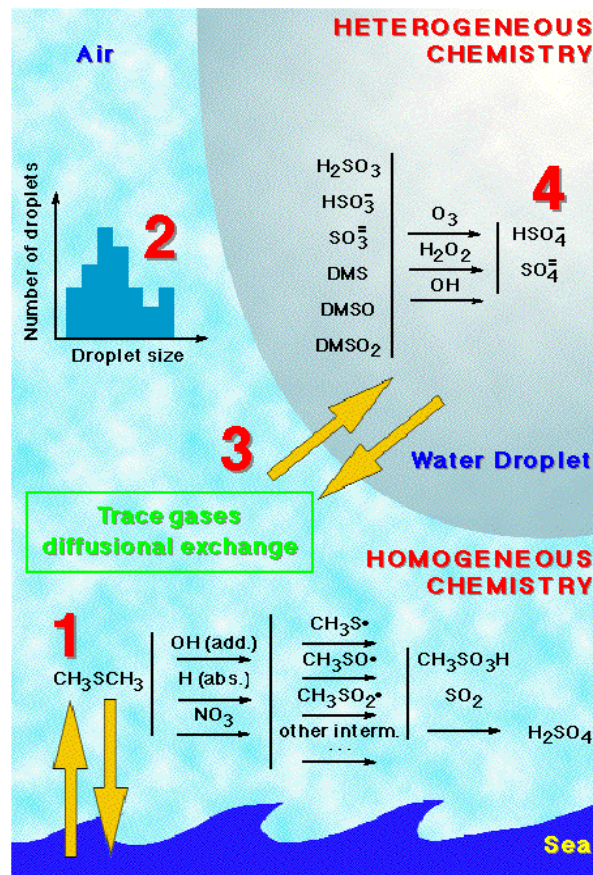 HETEROGENEOUS
CHEMISTRY
Air
4
H₂SO₃
HSO₃⁻
SO₃⁼
DMS
DMSO
DMSO₂
O₃
H₂O₂
OH
HSO₄⁻
SO₄⁼
2
Number of droplets
Droplet size
3
Water Droplet
Trace gases
diffusional exchange
HOMOGENEOUS
CHEMISTRY
1
CH₃SCH₃
OH (add.)
H (abs.)
NO₃
CH₃S•
CH₃SO•
CH₃SO₂•
other interm.
...
CH₃SO₃H
SO₂
H₂SO₄
Sea